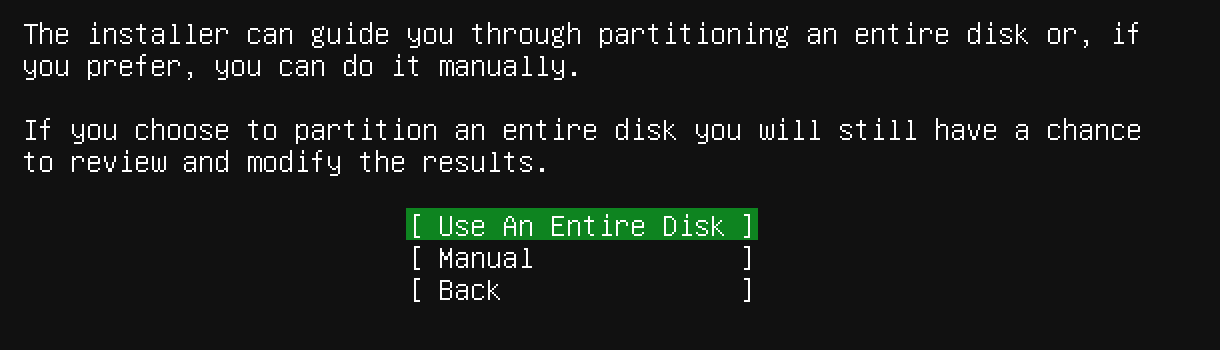 The installer can guide you through partitioning an entire disk or, if
you prefer, you can do it manually.
If you choose to partition an entire disk you will still have a chance
to review and modify the results.
[ Use An Entire Disk ]
[ Manual ]
[ Back ]